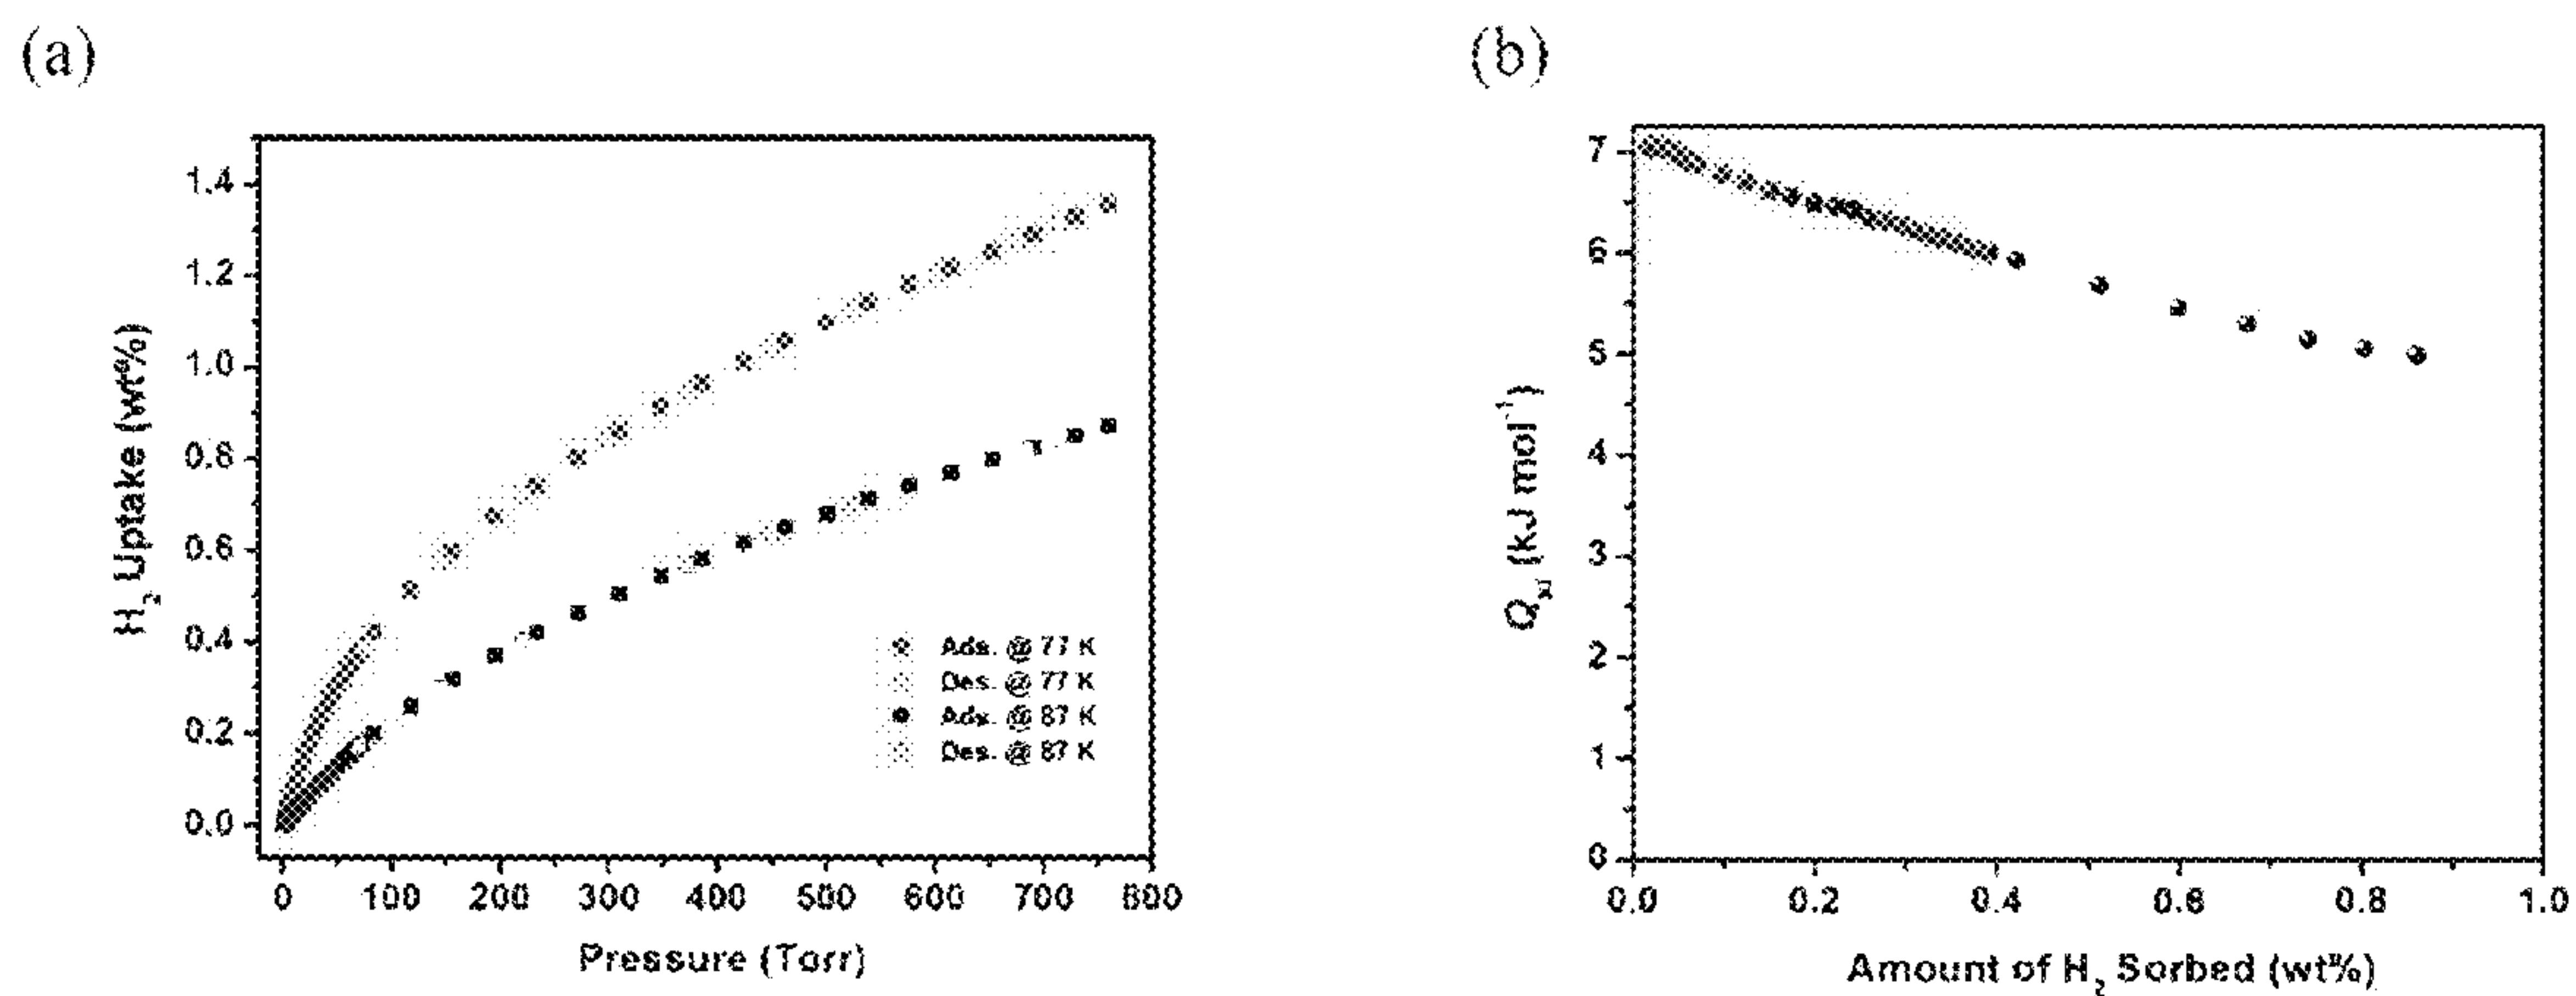 (a)
(b)
H2 Uptake (wt%)
1.4
1.2
1.0
0.8
0.6
0.4
0.2
0.0
Ads. @ 77 K
Des. @ 77 K
Ads. @ 87 K
Des. @ 87 K
0 100 200 300 400 500 600 700 800
Pressure (Torr)
Qst (kJ mol-1)
7
6
5
4
3
2
1
0
0.0 0.2 0.4 0.6 0.8 1.0
Amount of H2 Sorbed (wt%)